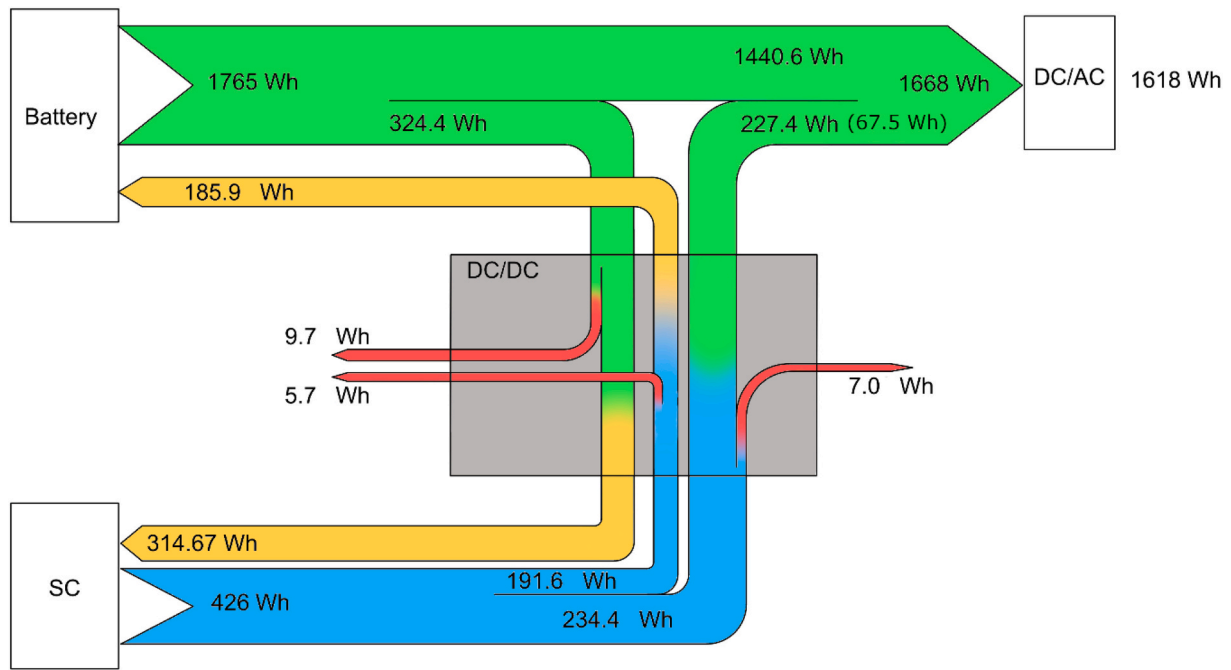 1440.6 Wh
DC/AC
1618 Wh
1765 Wh
1668 Wh
Battery
324.4 Wh
227.4 Wh (67.5 Wh)
185.9 Wh
DC/DC
9.7 Wh
5.7 Wh
7.0 Wh
314.67 Wh
SC
191.6 Wh
426 Wh
234.4 Wh